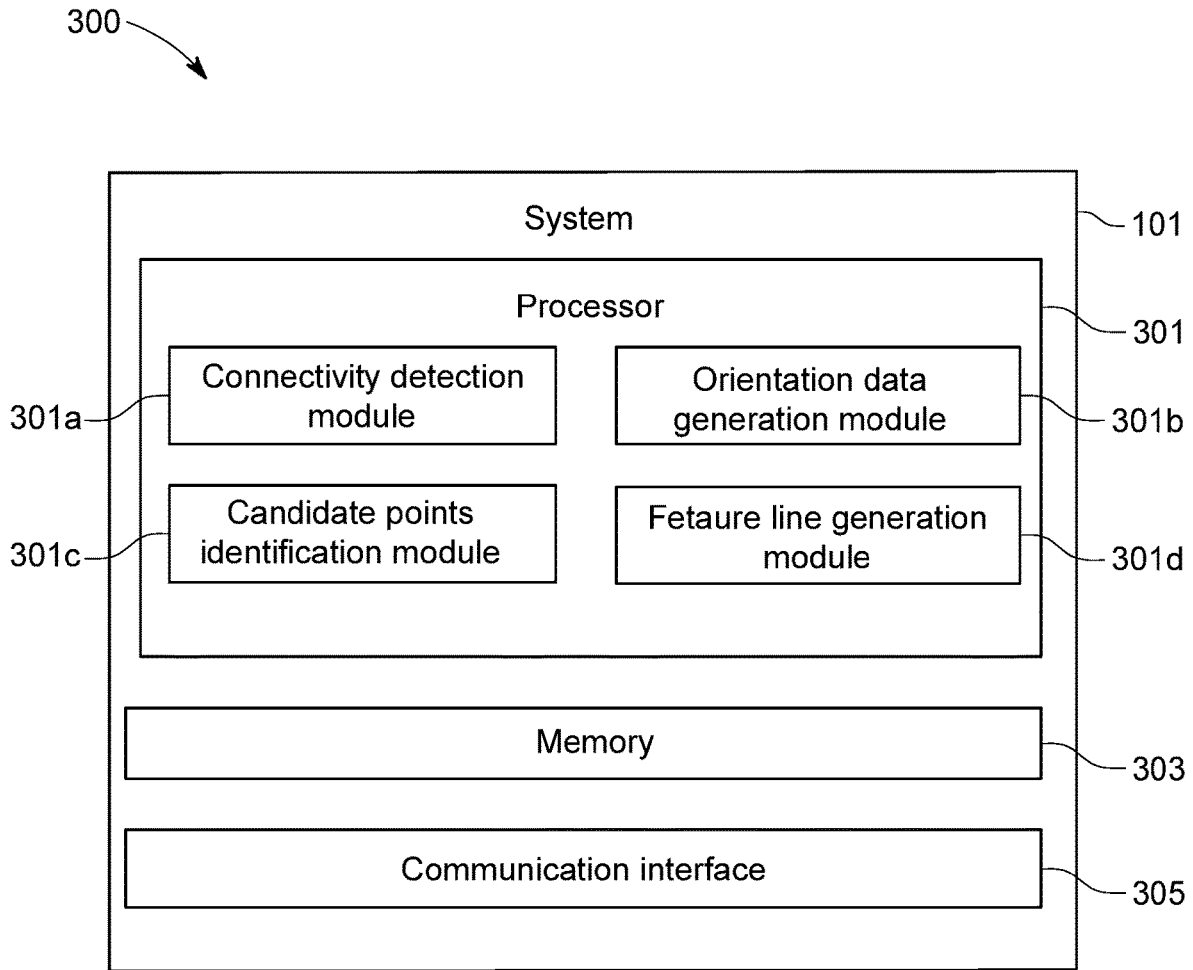 300
System
101
Processor
301
Connectivity detection
module
301a
Orientation data
generation module
301b
Candidate points
identification module
301c
Fetaure line generation
module
301d
Memory
303
Communication interface
305